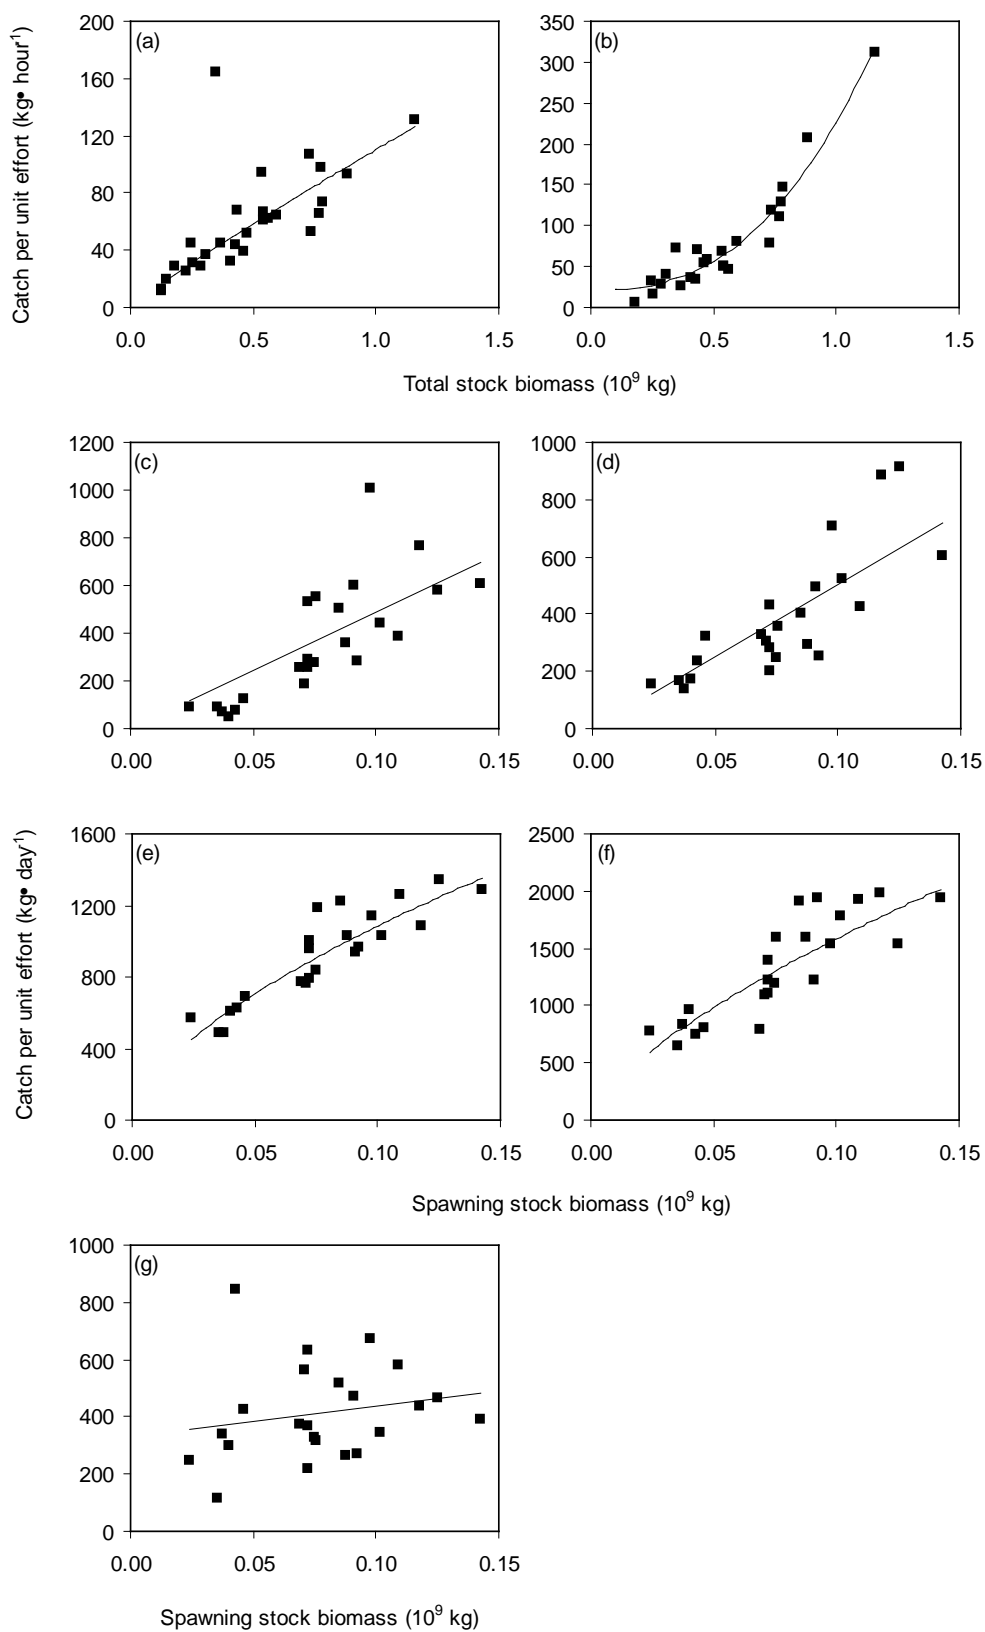 (a)
200
160
120
80
40
0
0.0 0.5 1.0 1.5
(b)
350
300
250
200
150
100
50
0
0.0 0.5 1.0 1.5
Catch per unit effort (kg• hour⁻¹)
Total stock biomass (10⁹ kg)
(c)
1200
1000
800
600
400
200
0
0.00 0.05 0.10 0.15
(d)
1000
800
600
400
200
0
0.00 0.05 0.10 0.15
(e)
1600
1200
800
400
0
0.00 0.05 0.10 0.15
(f)
2500
2000
1500
1000
500
0
0.00 0.05 0.10 0.15
Catch per unit effort (kg• day⁻¹)
Spawning stock biomass (10⁹ kg)
(g)
1000
800
600
400
200
0
0.00 0.05 0.10 0.15
Spawning stock biomass (10⁹ kg)